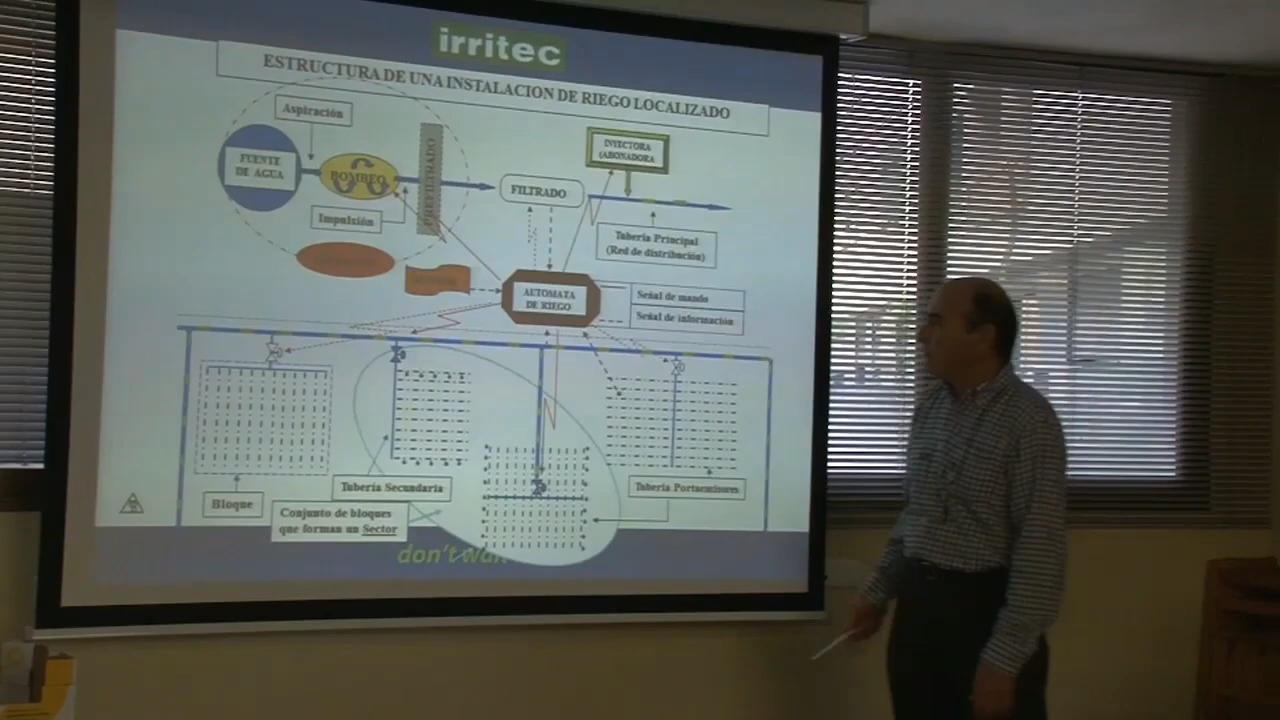 irritec
ESTRUCTURA DE UNA INSTALACION DE RIEGO LOCALIZADO
Aspiración
FUENTE
DE AGUA
BOMBEO
PREFILTRADO
Impulsión
FILTRADO
INYECTORA
(ABONADORA
Tubería Principal
(Red de distribución)
AUTOMATA
DE RIEGO
Señal de mando
Señal de información
Tubería Secundaria
Tubería Portaemisores
Bloque
Conjunto de bloques
que forman un Sector
don't